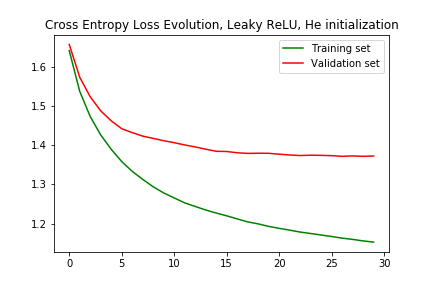 Cross Entropy Loss Evolution, Leaky ReLU, He initialization
Training set
Validation set
1.6
1.5
1.4
1.3
1.2
0 5 10 15 20 25 30